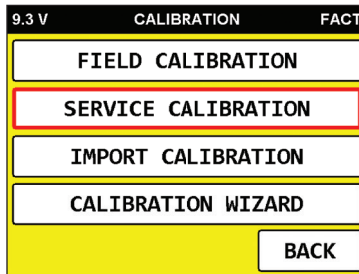 9.3 V CALIBRATION FACT
FIELD CALIBRATION
SERVICE CALIBRATION
IMPORT CALIBRATION
CALIBRATION WIZARD
BACK